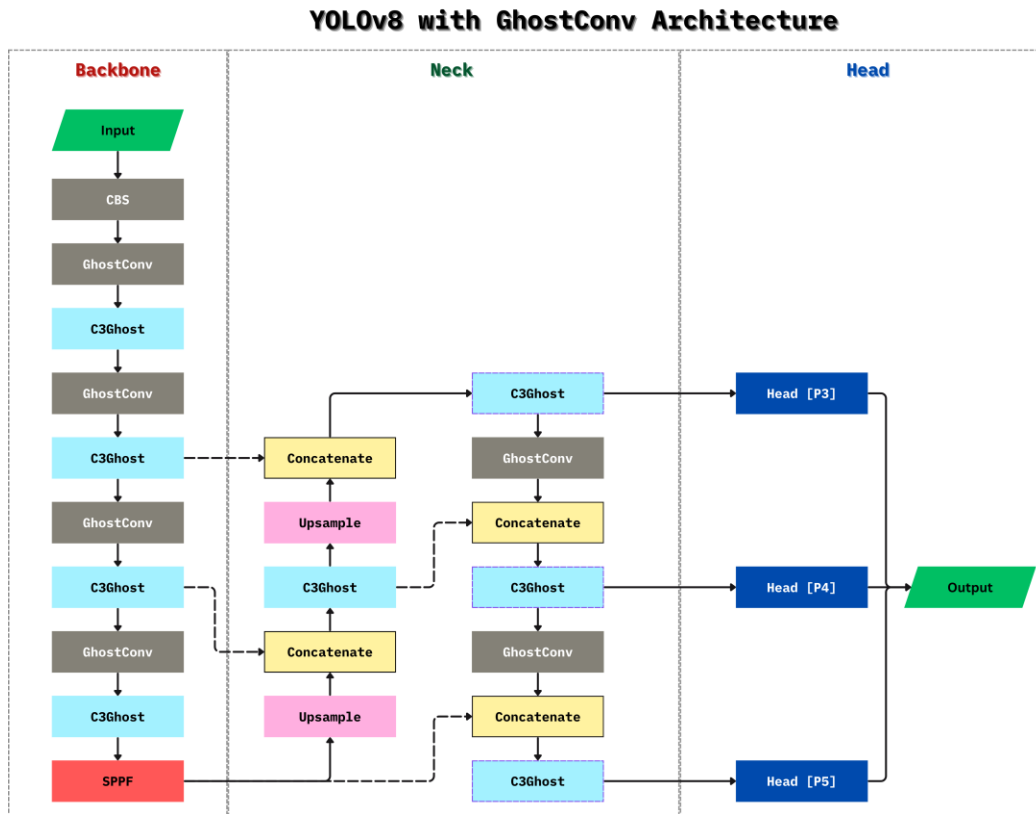 YOLOv8 with GhostConv Architecture
Backbone
Neck
Head
Input
CBS
GhostConv
C3Ghost
GhostConv
C3Ghost
GhostConv
C3Ghost
GhostConv
C3Ghost
SPPF
Concatenate
Upsample
C3Ghost
Concatenate
Upsample
C3Ghost
GhostConv
Concatenate
C3Ghost
GhostConv
Concatenate
C3Ghost
Head [P3]
Head [P4]
Head [P5]
Output